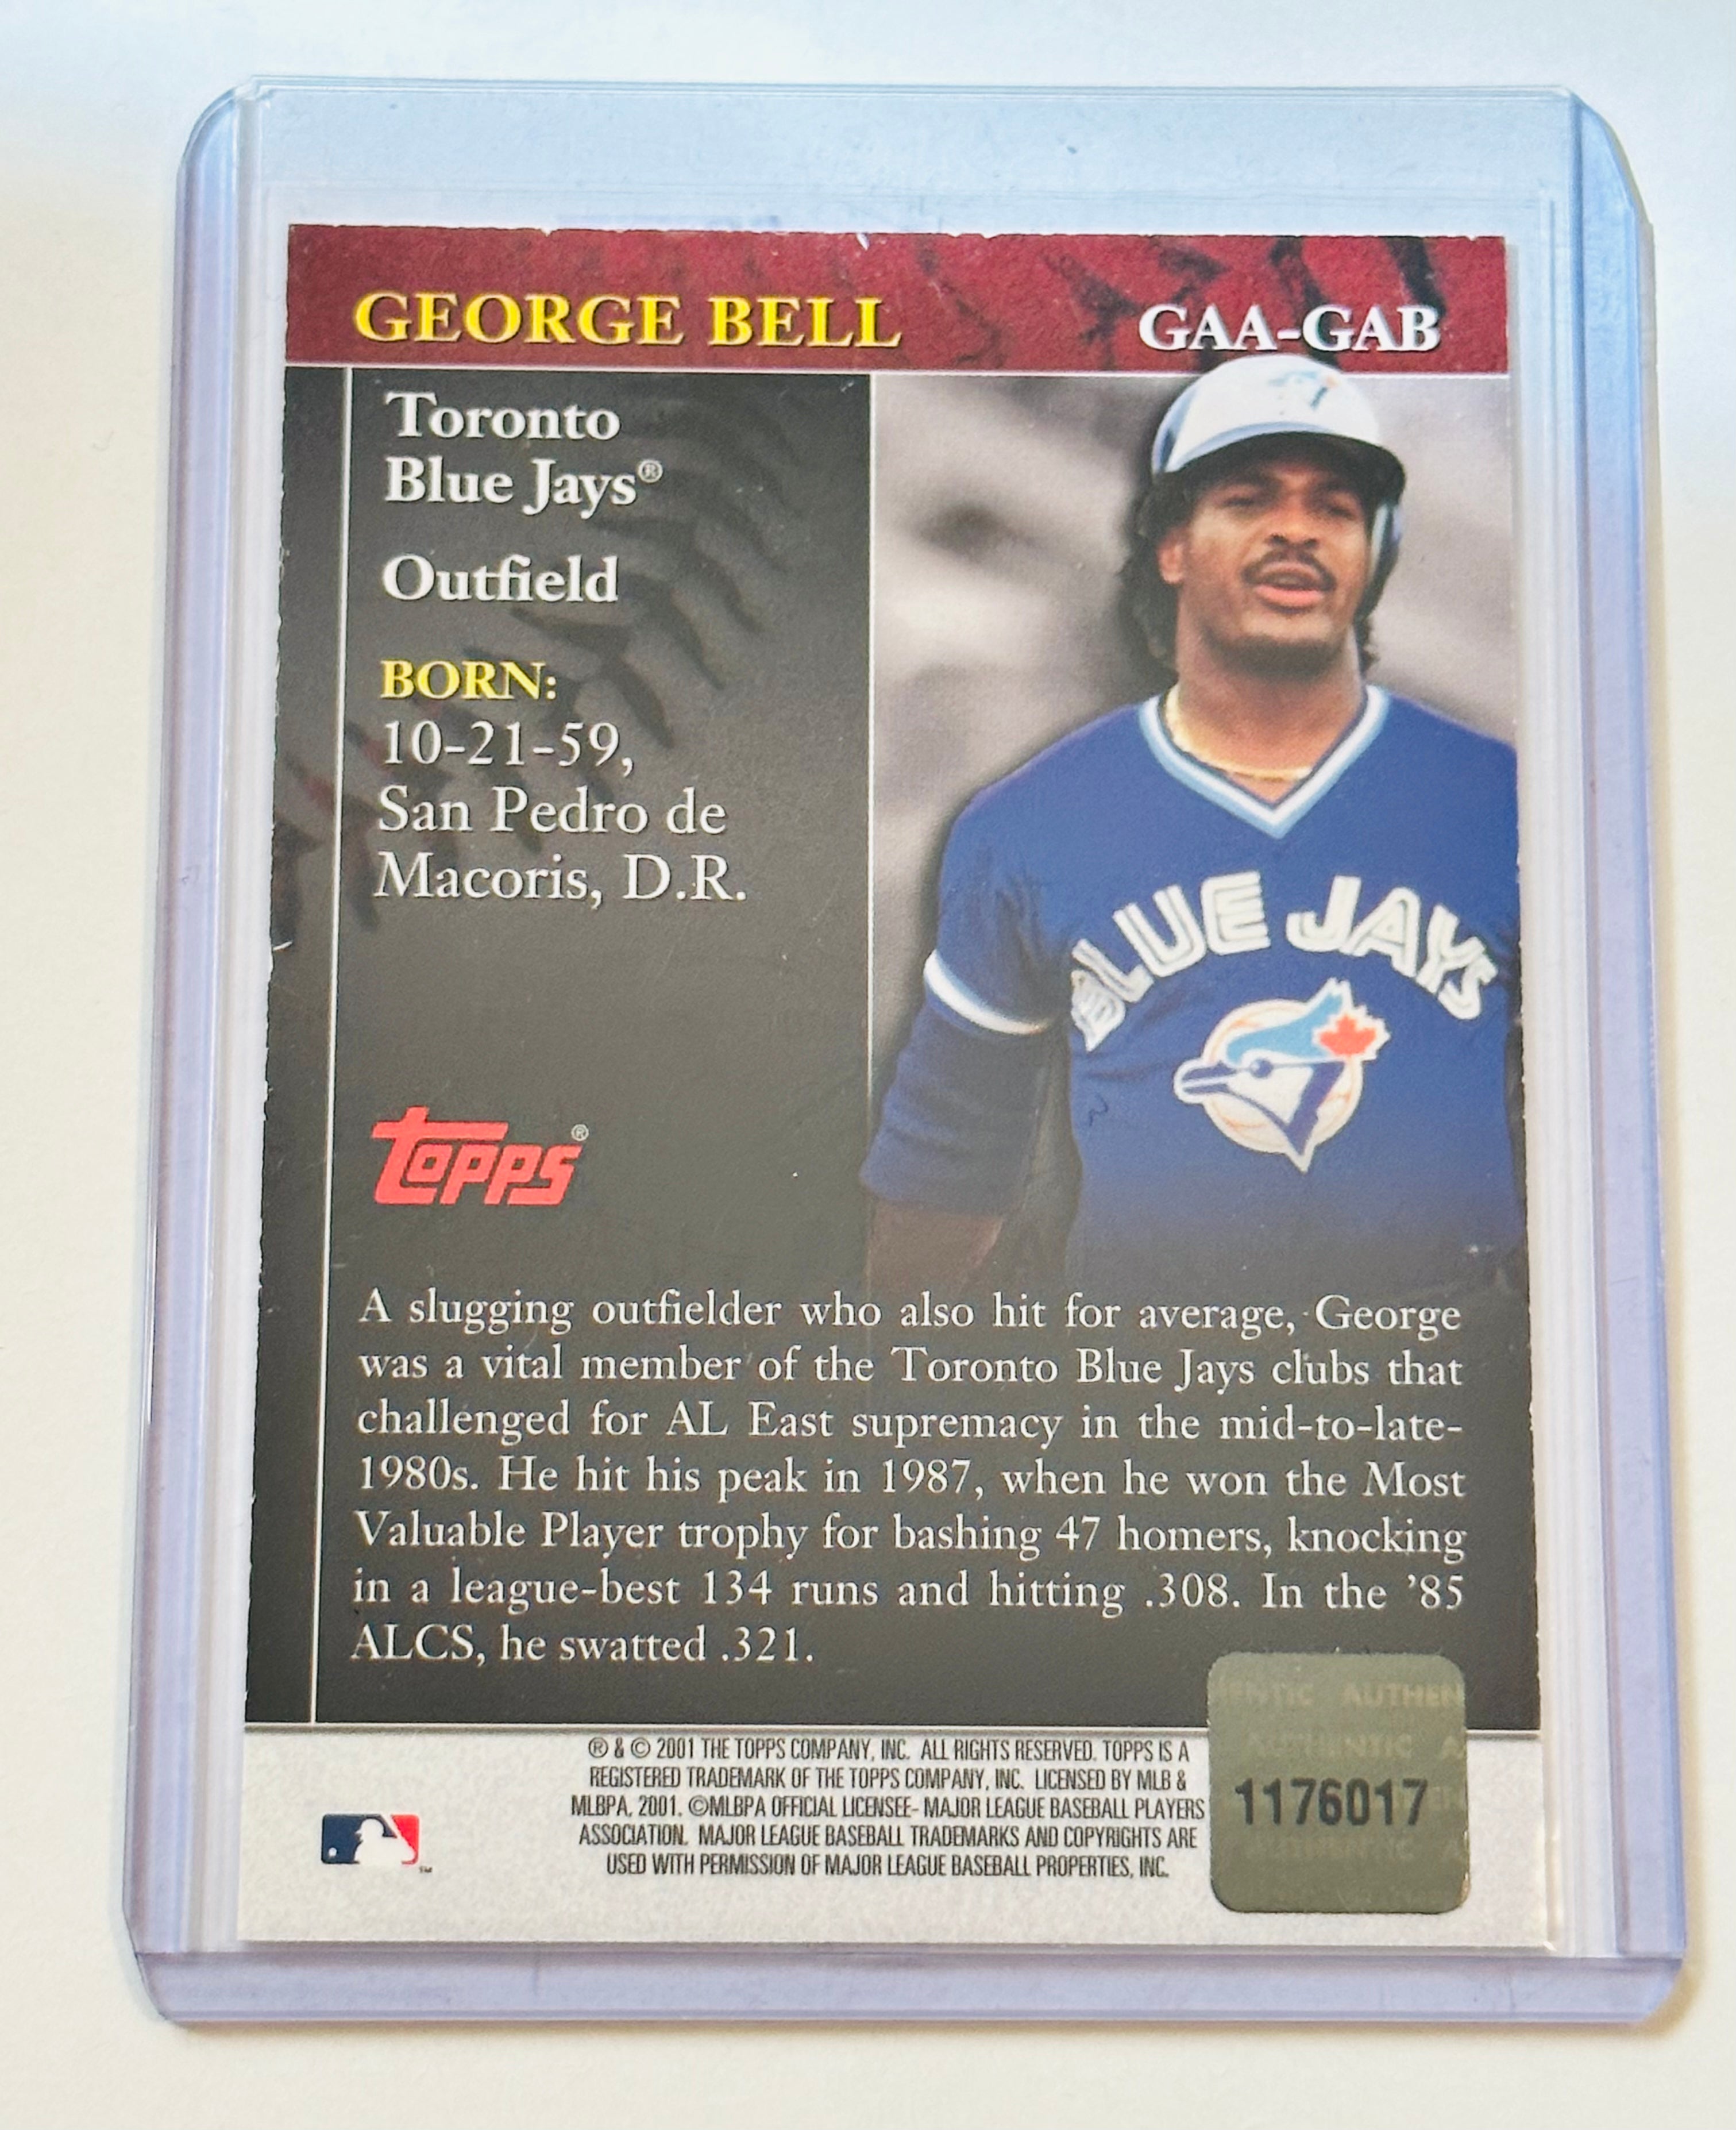 GEORGE BELL
GAA-GAB
Toronto
Blue Jays®
Outfield
BORN:
10-21-59,
San Pedro de
Macoris, D.R.
BLUE JAYS
TOPPS®
A slugging outfielder who also hit for average, George
was a vital member of the Toronto Blue Jays clubs that
challenged for AL East supremacy in the mid-to-late-
1980s. He hit his peak in 1987, when he won the Most
Valuable Player trophy for bashing 47 homers, knocking
in a league-best 134 runs and hitting .308. In the ’85
ALCS, he swatted .321.
® & © 2001 THE TOPPS COMPANY, INC. ALL RIGHTS RESERVED. TOPPS IS A
REGISTERED TRADEMARK OF THE TOPPS COMPANY, INC. LICENSED BY MLB &
MLBPA, 2001. ©MLBPA OFFICIAL LICENSEE- MAJOR LEAGUE BASEBALL PLAYERS
ASSOCIATION. MAJOR LEAGUE BASEBALL TRADEMARKS AND COPYRIGHTS ARE
USED WITH PERMISSION OF MAJOR LEAGUE BASEBALL PROPERTIES, INC.
TM
AUTHENTIC
1176017
AUTHENTIC